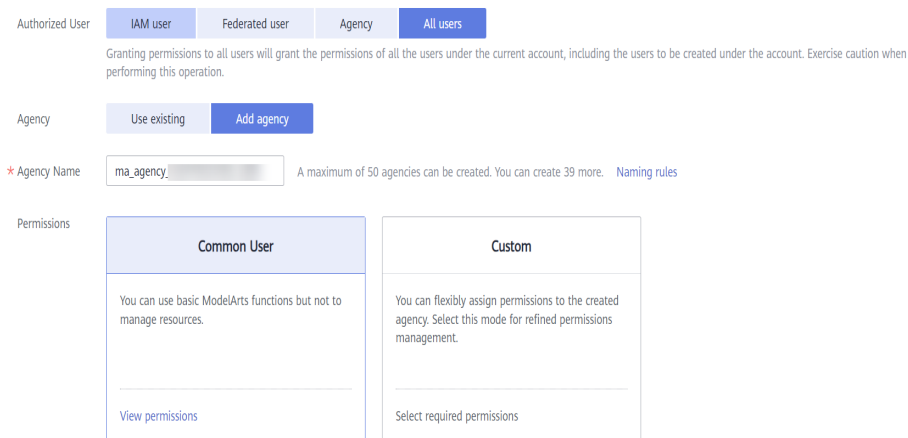 Authorized User IAM user Federated user Agency All users
Granting permissions to all users will grant the permissions of all the users under the current account, including the users to be created under the account. Exercise caution when
performing this operation.
Agency Use existing Add agency
* Agency Name ma_agency_ A maximum of 50 agencies can be created. You can create 39 more. Naming rules
Permissions
Common User Custom
You can use basic ModelArts functions but not to
manage resources.
You can flexibly assign permissions to the created
agency. Select this mode for refined permissions
management.
View permissions Select required permissions